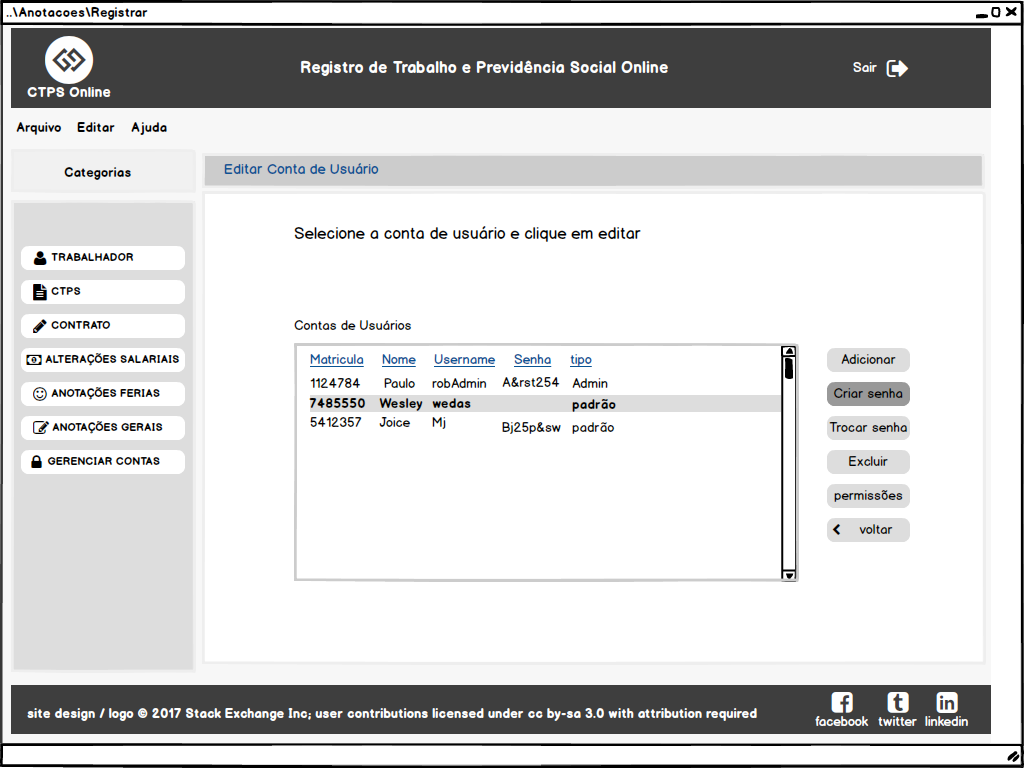 ..\Anotacoes\Registrar
CTPS Online
Registro de Trabalho e Previdência Social Online
Sair
Arquivo Editar Ajuda
Categorias
TRABALHADOR
CTPS
CONTRATO
ALTERAÇÕES SALARIAIS
ANOTAÇÕES FERIAS
ANOTAÇÕES GERAIS
GERENCIAR CONTAS
Editar Conta de Usuário
Selecione a conta de usuário e clique em editar
Contas de Usuários
Matricula Nome Username Senha tipo
1124784 Paulo robAdmin A&rst254 Admin
7485550 Wesley wedas padrão
5412357 Joice Mj Bj25p&sw padrão
Adicionar
Criar senha
Trocar senha
Excluir
permissões
voltar
site design / logo © 2017 Stack Exchange Inc; user contributions licensed under cc by-sa 3.0 with attribution required
facebook twitter linkedin